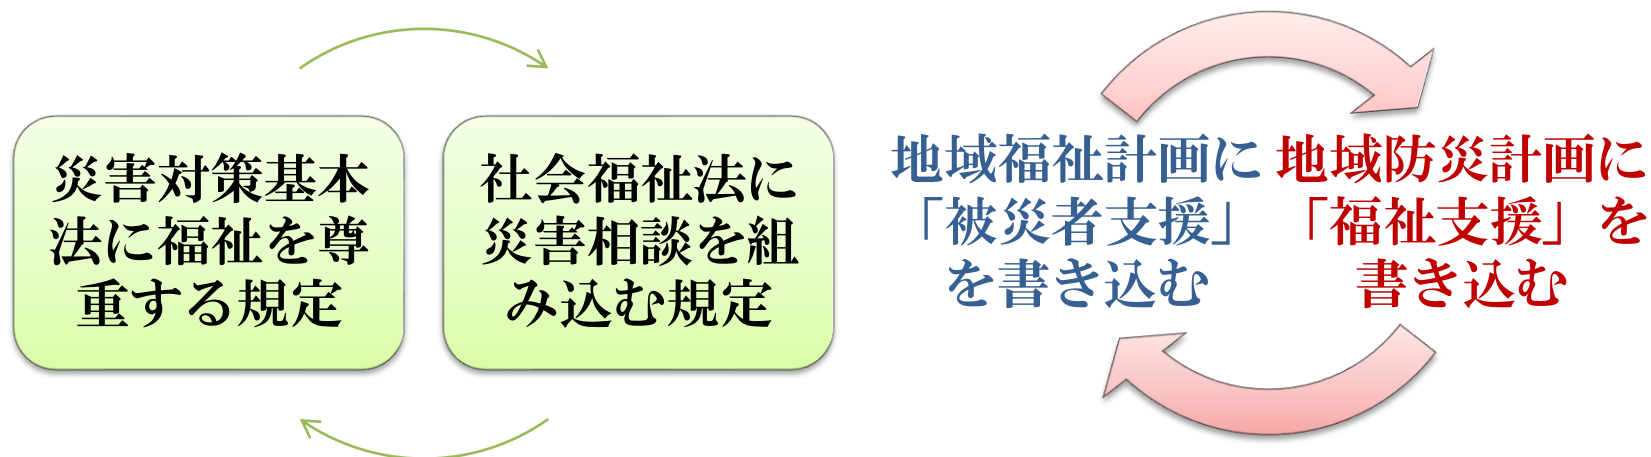 災害対策基本
法に福祉を尊
重する規定
社会福祉法に
災害相談を組
み込む規定
地域福祉計画に
「被災者支援」
を書き込む
地域防災計画に
「福祉支援」を
書き込む